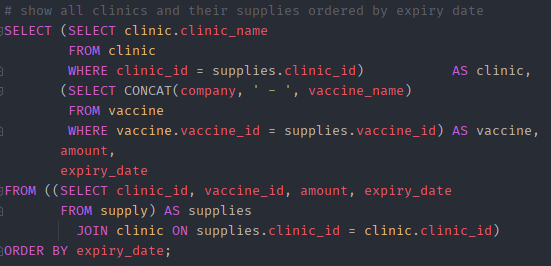 # show all clinics and their supplies ordered by expiry date
SELECT (SELECT clinic.clinic_name
        FROM clinic
        WHERE clinic_id = supplies.clinic_id)           AS clinic,
       (SELECT CONCAT(company, ' - ', vaccine_name)
        FROM vaccine
        WHERE vaccine.vaccine_id = supplies.vaccine_id) AS vaccine,
       amount,
       expiry_date
FROM ((SELECT clinic_id, vaccine_id, amount, expiry_date
       FROM supply) AS supplies
         JOIN clinic ON supplies.clinic_id = clinic.clinic_id)
ORDER BY expiry_date;